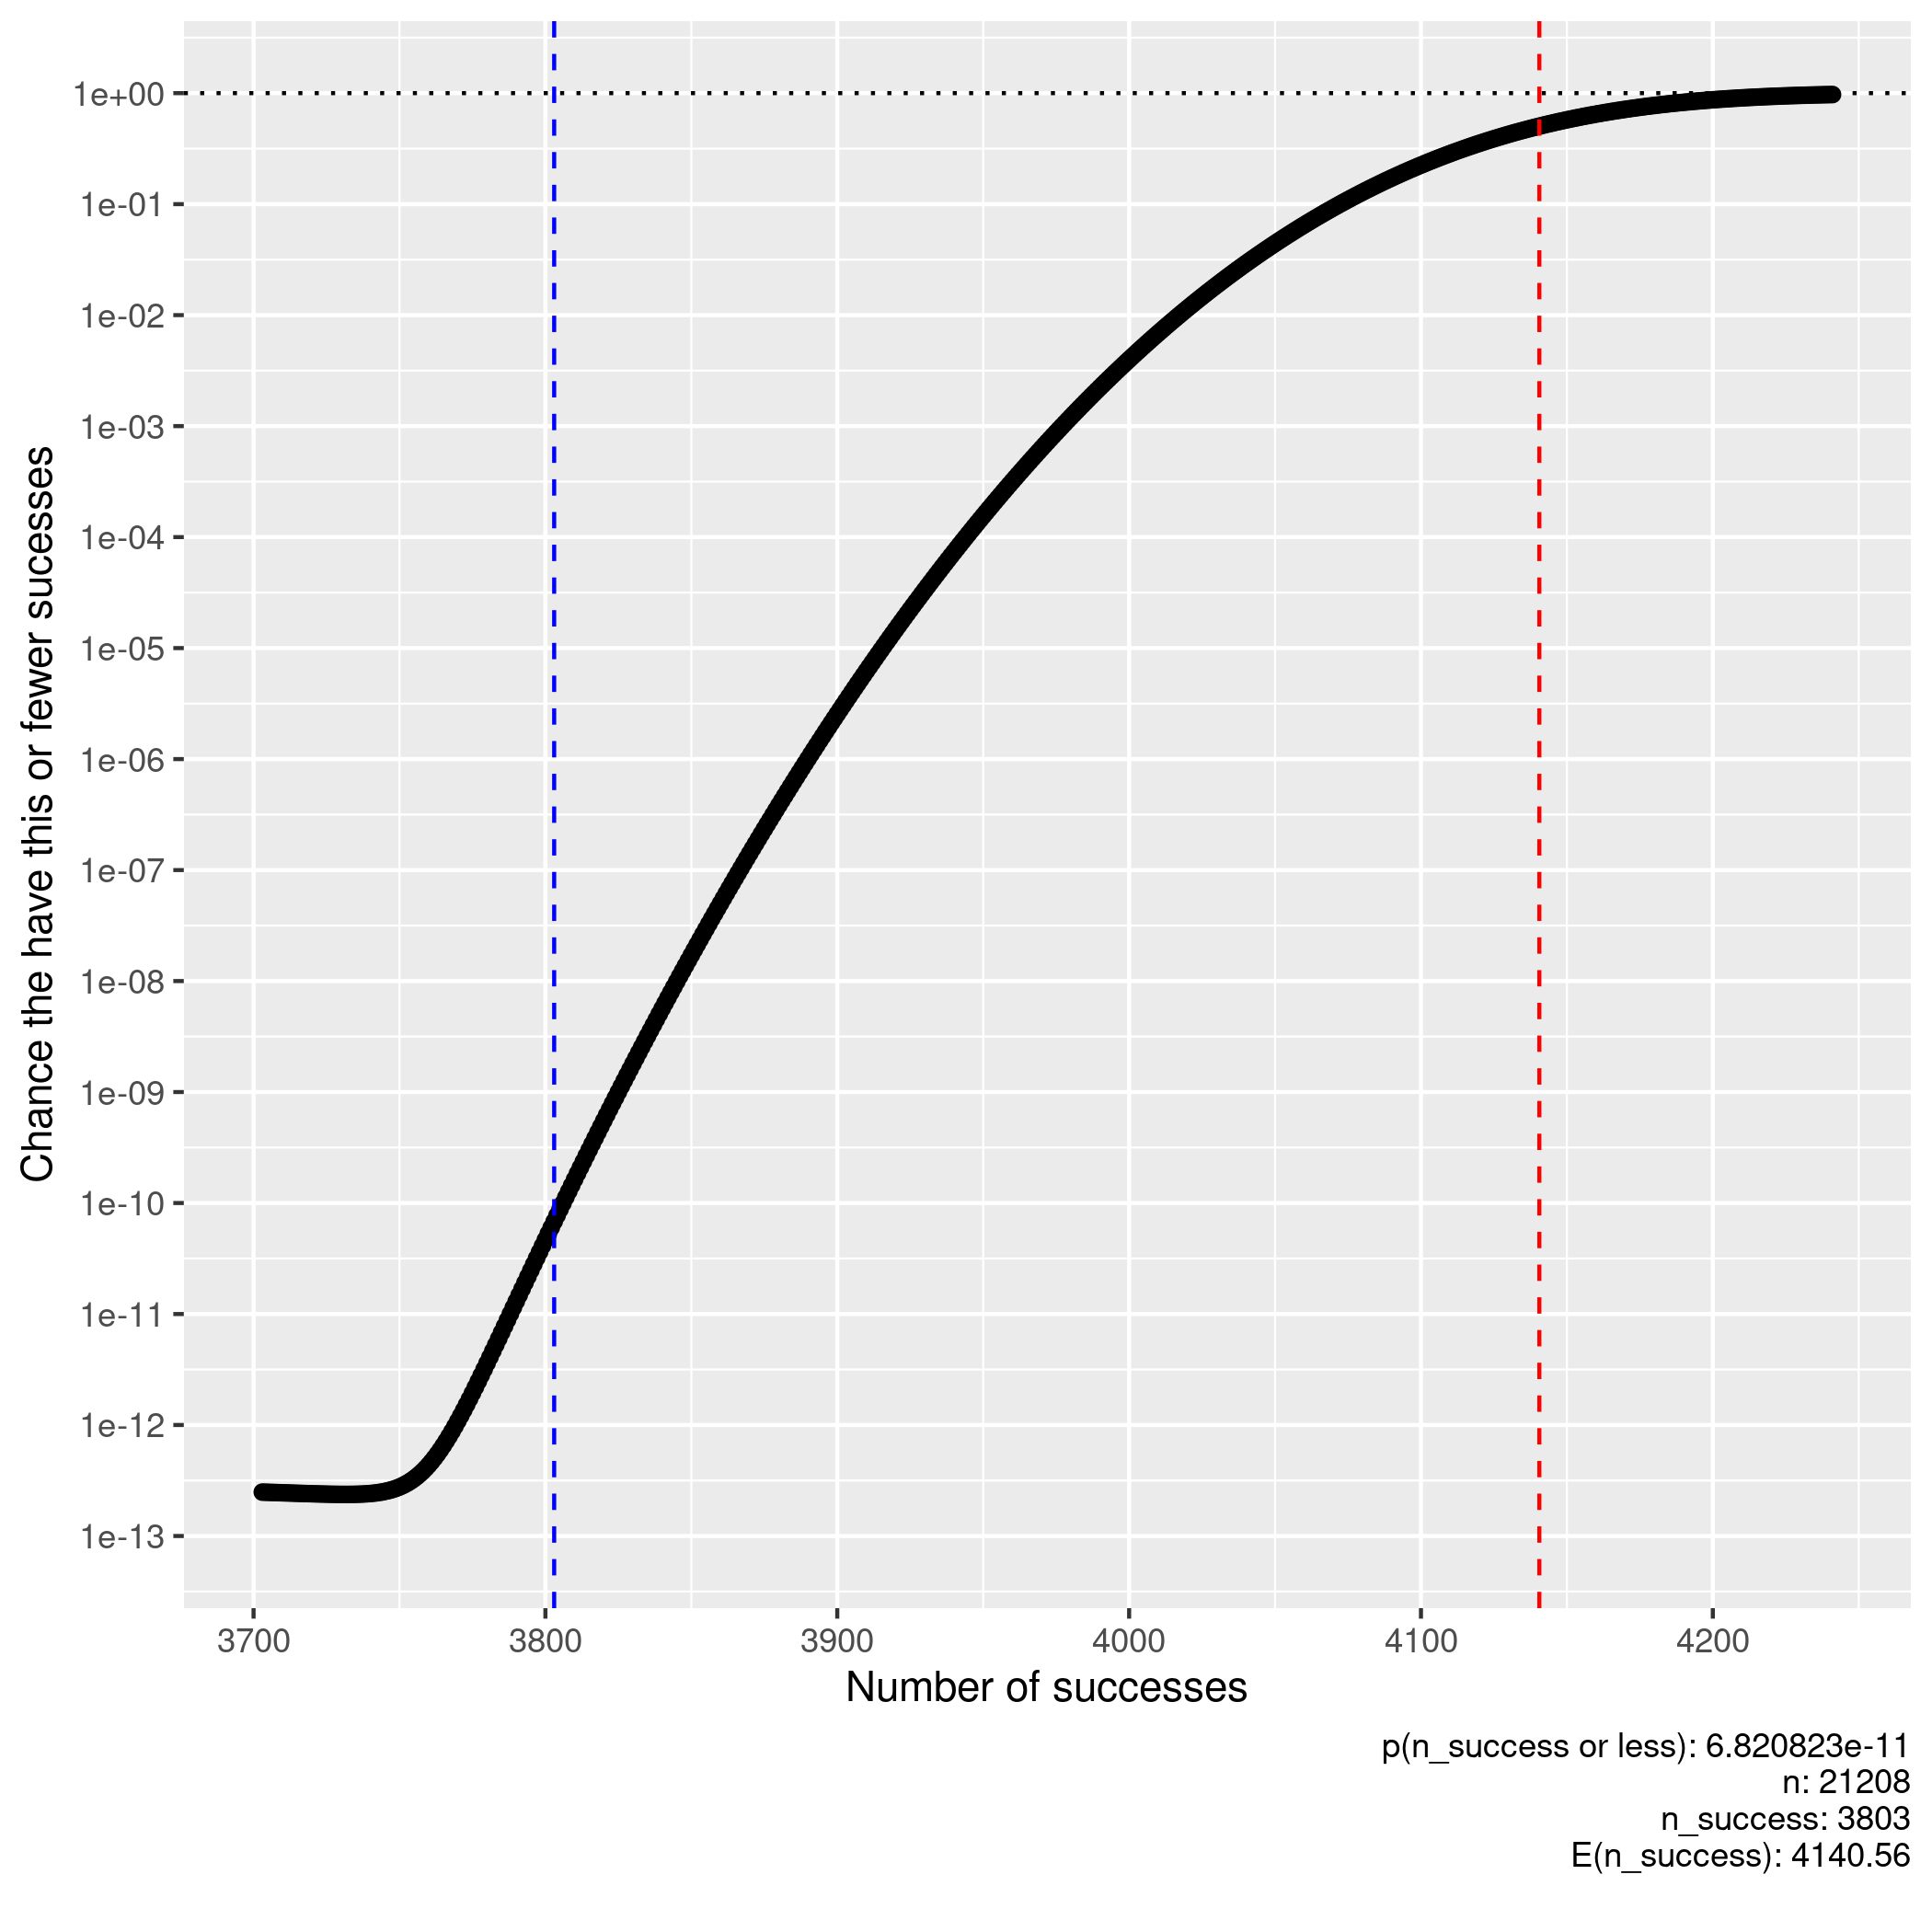 Chance the have this or fewer sucesses
1e+00
1e-01
1e-02
1e-03
1e-04
1e-05
1e-06
1e-07
1e-08
1e-09
1e-10
1e-11
1e-12
1e-13
3700 3800 3900 4000 4100 4200
Number of successes
p(n_success or less): 6.820823e-11
n: 21208
n_success: 3803
E(n_success): 4140.56